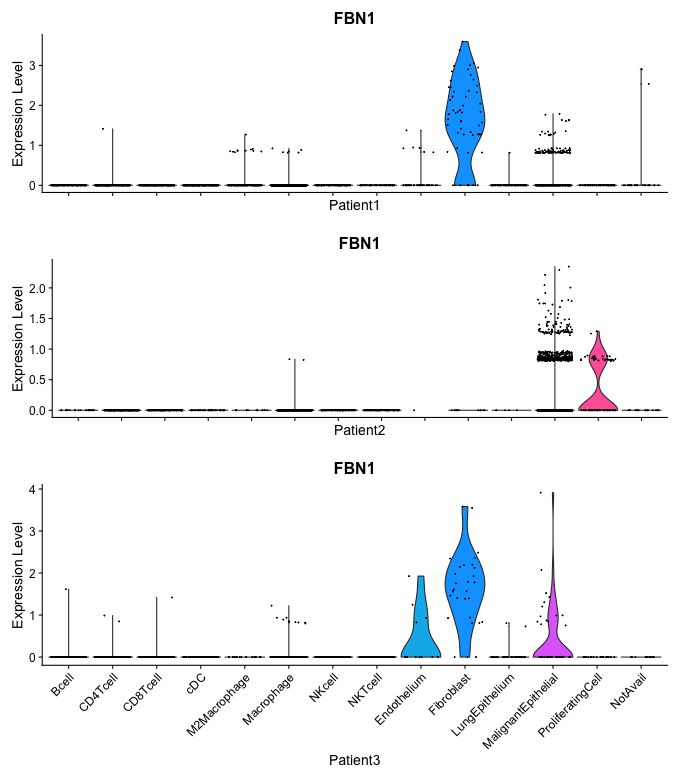 FBN1
Expression Level
3
2
1
0
Patient1
FBN1
Expression Level
2.0
1.5
1.0
0.5
0.0
Patient2
FBN1
Expression Level
4
3
2
1
0
Bcell
CD4Tcell
CD8Tcell
cDC
M2Macrophage
Macrophage
NKcell
NKTcell
Endothelium
Fibroblast
LungEpithelium
MalignantEpithelial
ProliferatingCell
NotAvail
Patient3